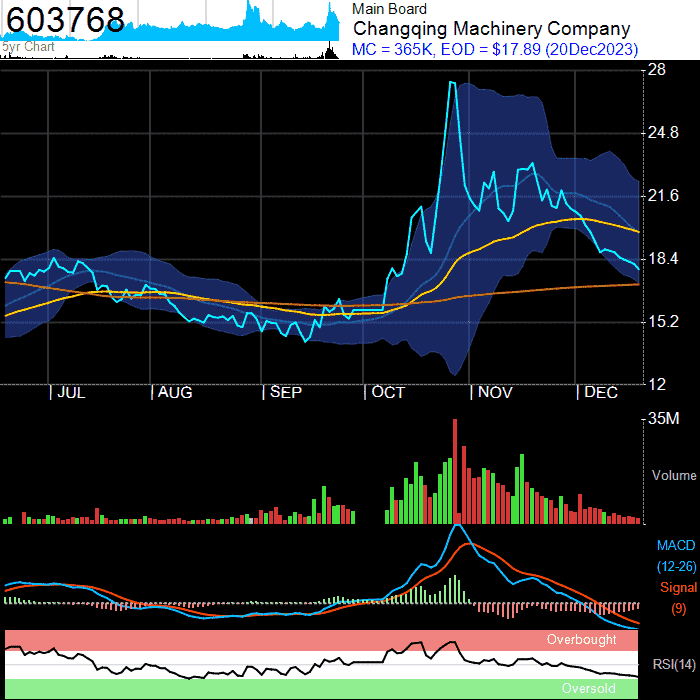 603768
5yr Chart
Main Board
Changqing Machinery Company
MC = 365K, EOD = $17.89 (20Dec2023)
28
24.8
21.6
18.4
15.2
12
| JUL | AUG | SEP | OCT | NOV | DEC
35M
Volume
MACD
(12-26)
Signal
(9)
Overbought
RSI(14)
Oversold